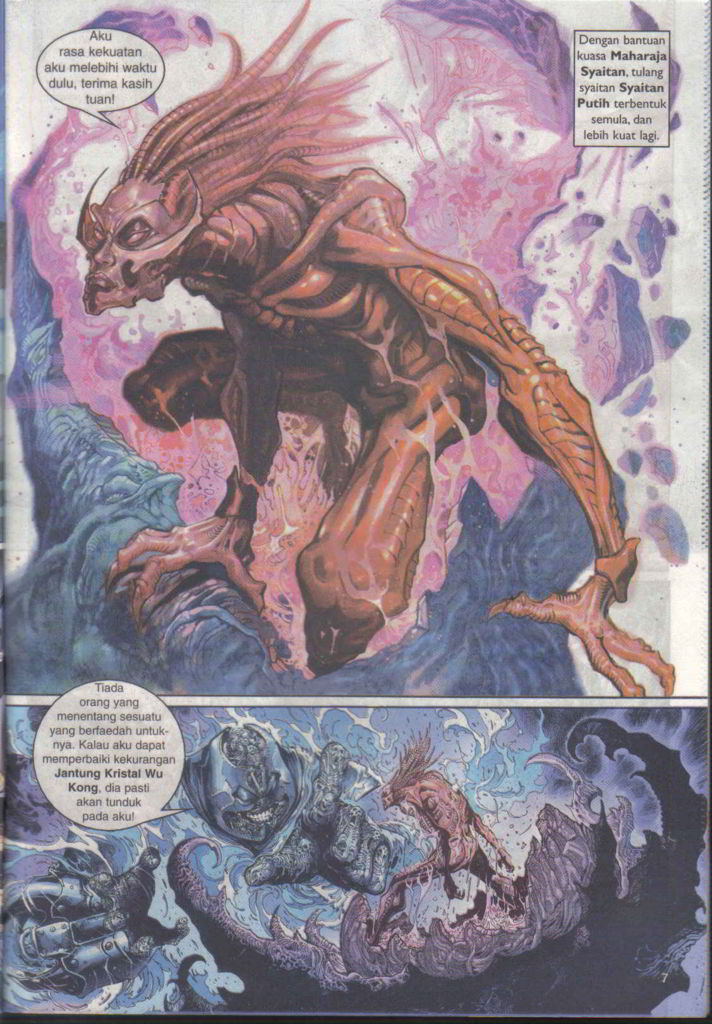 Aku
rasa kekuatan
aku melebihi waktu
dulu, terima kasih
tuan!
Dengan bantuan
kuasa Maharaja
Syaitan, tulang
syaitan Syaitan
Putih terbentuk
semula, dan
lebih kuat lagi.
Tiada
orang yang
menentang sesuatu
yang berfaedah untuk-
nya. Kalau aku dapat
memperbaiki kekurangan
Jantung Kristal Wu
Kong, dia pasti
akan tunduk
pada aku!
7